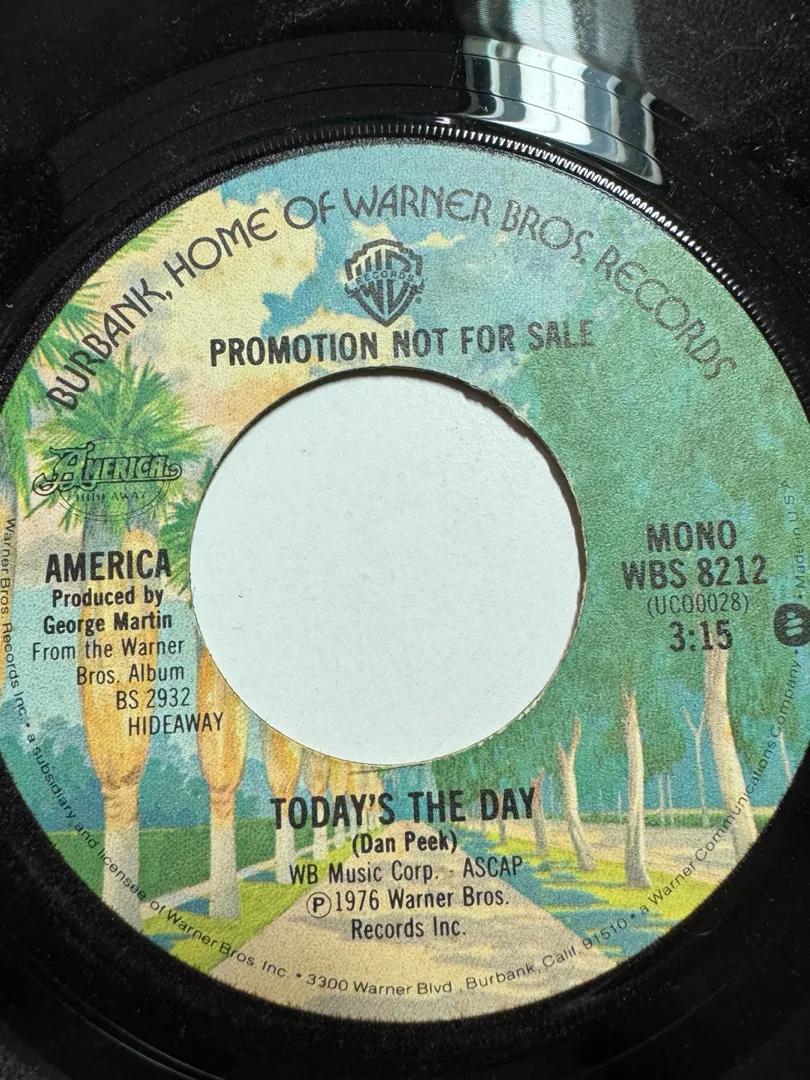 BURBANK, HOME OF WARNER BROS. RECORDS
RECORDS
PROMOTION NOT FOR SALE
AMERICA
HIDEAWAY
AMERICA
Produced by
George Martin
From the Warner
Bros. Album
BS 2932
HIDEAWAY
MONO
WBS 8212
(UCO0028)
3:15
TODAY'S THE DAY
(Dan Peek)
WB Music Corp. - ASCAP
Ⓟ1976 Warner Bros.
Records Inc.
Warner Bros Records Inc. • a subsidiary and licensee of Warner Bros. Inc. • 3300 Warner Blvd., Burbank, Calif. 91510 • a Warner Communications Company • Made in U.S.A.